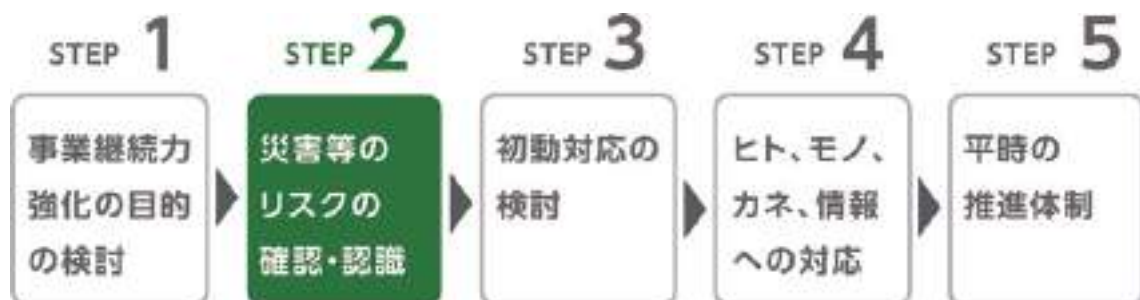 STEP 1
STEP 2
STEP 3
STEP 4
STEP 5
事業継続力
強化の目的
の検討
災害等の
リスクの
確認・認識
初動対応の
検討
ヒト、モノ、
カネ、情報
への対応
平時の
推進体制